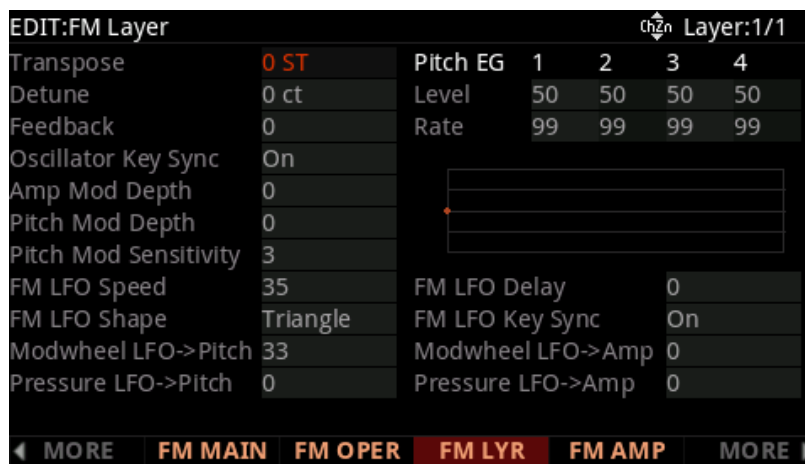 EDIT:FM Layer ChZn Layer:1/1
Transpose 0 ST Pitch EG 1 2 3 4
Detune 0 ct Level 50 50 50 50
Feedback 0 Rate 99 99 99 99
Oscillator Key Sync On
Amp Mod Depth 0
Pitch Mod Depth 0
Pitch Mod Sensitivity 3
FM LFO Speed 35 FM LFO Delay 0
FM LFO Shape Triangle FM LFO Key Sync On
Modwheel LFO->Pitch 33 Modwheel LFO->Amp 0
Pressure LFO->Pitch 0 Pressure LFO->Amp 0
MORE FM MAIN FM OPER FM LYR FM AMP MORE